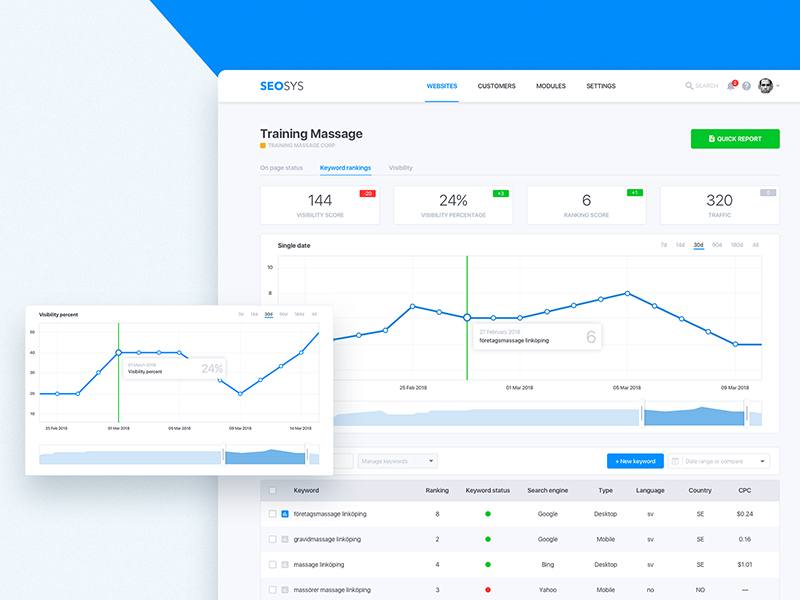 SEOSYS
WEBSITES
CUSTOMERS
MODULES
SETTINGS
SEARCH
2
?
Training Massage
TRAINING MASSAGE CORP
QUICK REPORT
On page status
Keyword rankings
Visibility
144
-20
VISIBILITY SCORE
24%
+3
VISIBILITY PERCENTAGE
6
+1
RANKING SCORE
320
0
TRAFFIC
Single date
7d 14d 30d 90d 180d All
10
8
27 February 2018
företagsmassage linköping
6
25 Feb 2018
01 Mar 2018
05 Mar 2018
09 Mar 2018
Visibility percent
7d 14d 30d 90d 180d All
50
40
30
20
10
01 March 2018
Visibility percent
24%
25 Feb 2018
01 Mar 2018
05 Mar 2018
09 Mar 2018
14 Mar 2018
Manage keywords
+ New keyword
Date range or compare
Keyword Ranking Keyword status Search engine Type Language Country CPC
företagsmassage linköping 8 Google Desktop sv SE $0.24
gravidmassage linköping 2 Google Mobile sv SE 0.16
massage linköping 4 Bing Desktop sv SE $1.01
massörer massage linköping 3 Yahoo Mobile no NO —